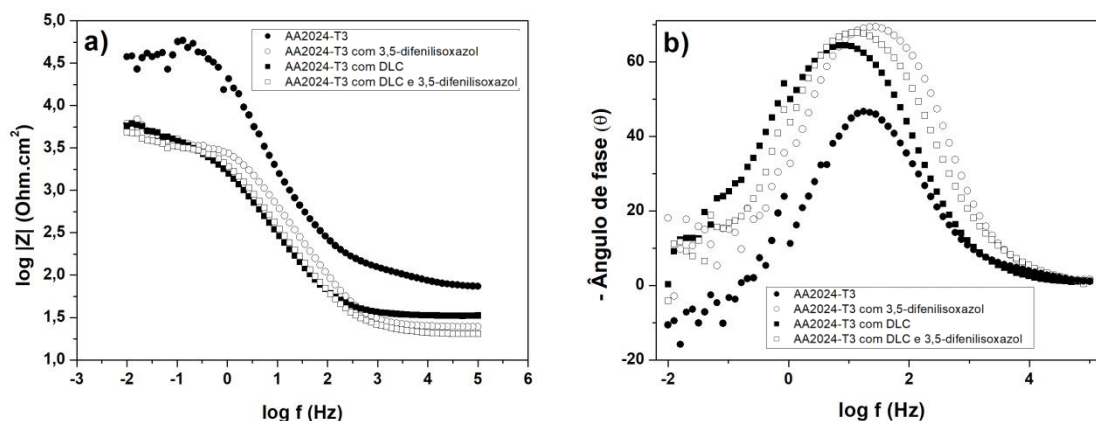 a)
AA2024-T3
AA2024-T3 com 3,5-difenilisoxazol
AA2024-T3 com DLC
AA2024-T3 com DLC e 3,5-difenilisoxazol
log |Z| (Ohm.cm²)
5,0
4,5
4,0
3,5
3,0
2,5
2,0
1,5
1,0
-3 -2 -1 0 1 2 3 4 5 6
log f (Hz)
b)
- Ângulo de fase (θ)
60
40
20
0
-20
AA2024-T3
AA2024-T3 com 3,5-difenilisoxazol
AA2024-T3 com DLC
AA2024-T3 com DLC e 3,5-difenilisoxazol
-2 0 2 4
log f (Hz)